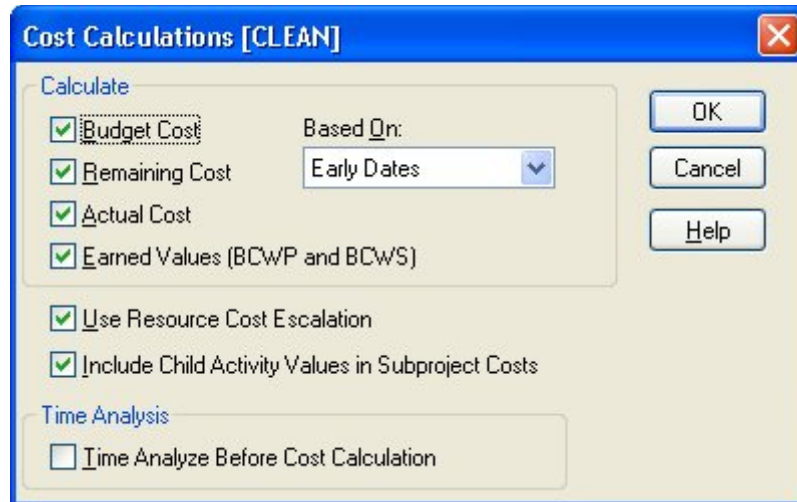 Cost Calculations [CLEAN]
Calculate
Budget Cost
Based On:
OK
Remaining Cost
Early Dates
Cancel
Actual Cost
Help
Earned Values (BCWP and BCWS)
Use Resource Cost Escalation
Include Child Activity Values in Subproject Costs
Time Analysis
Time Analyze Before Cost Calculation